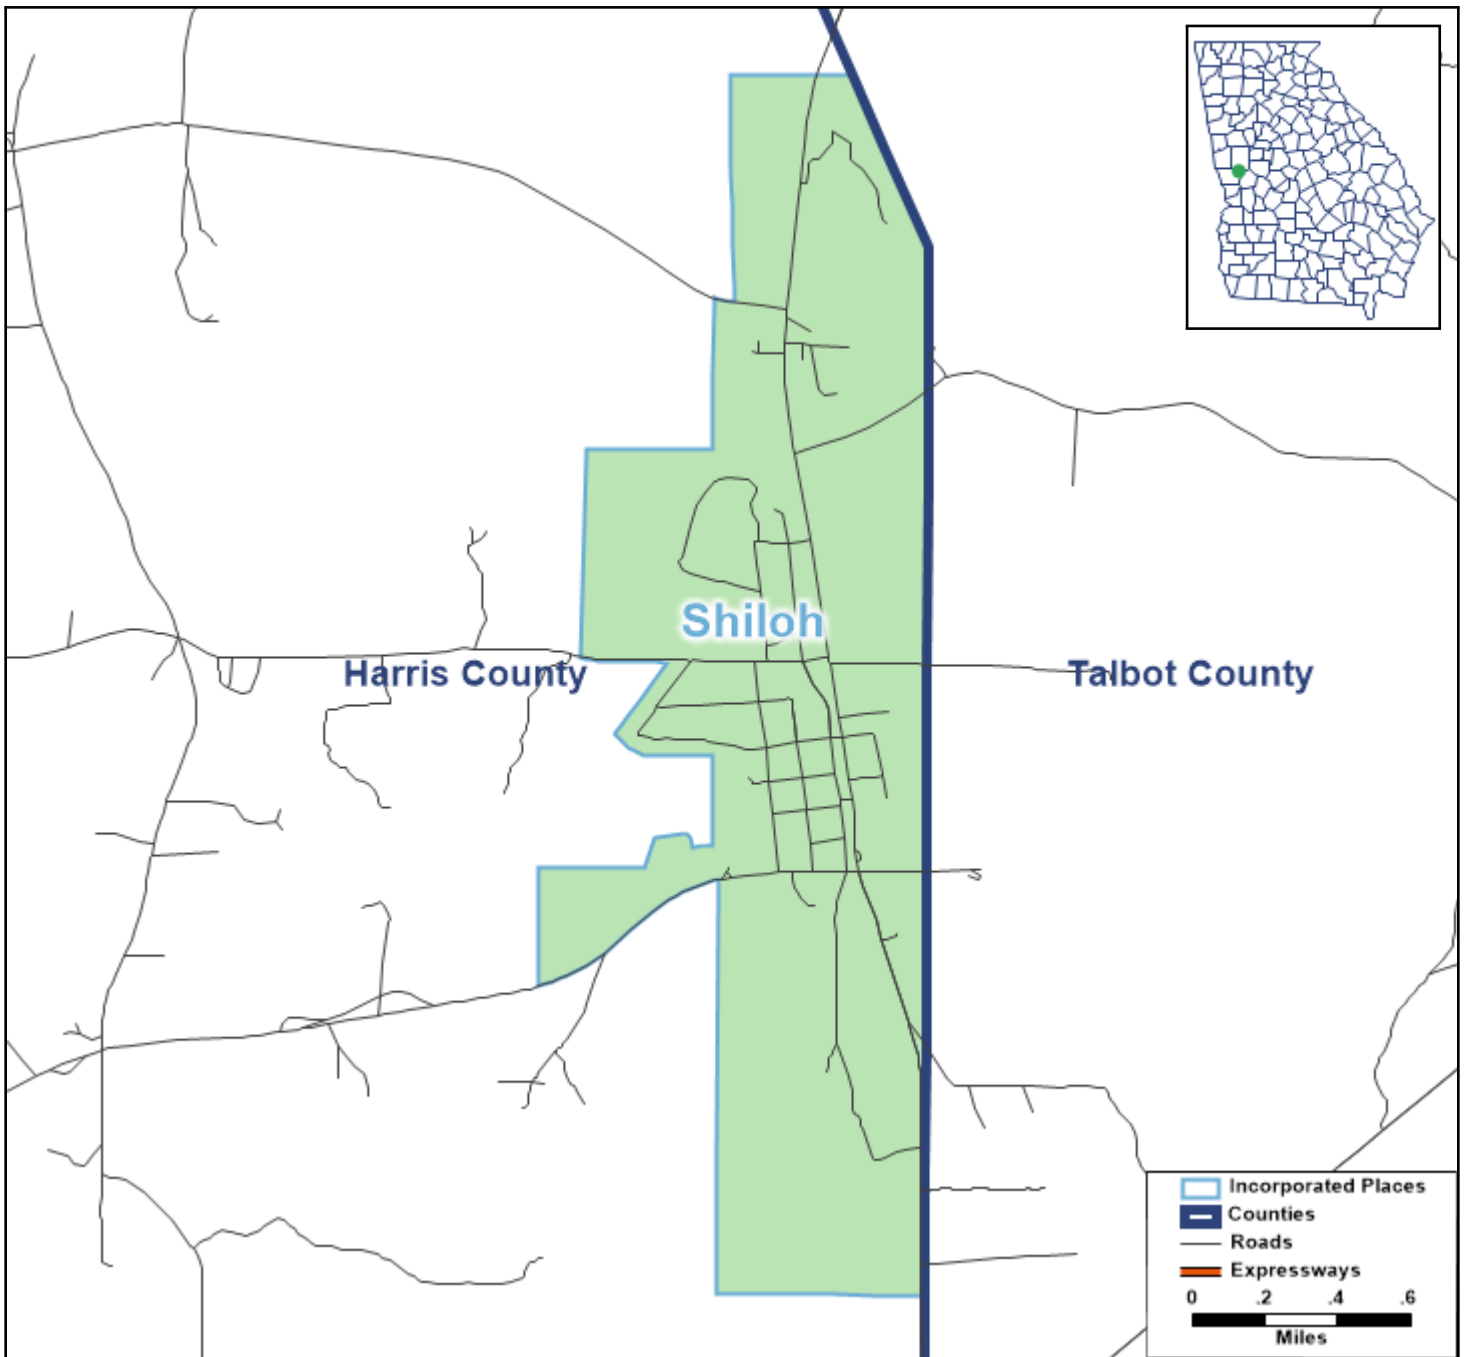 Shiloh
Harris County
Talbot County
Incorporated Places
Counties
Roads
Expressways
0 .2 .4 .6
Miles